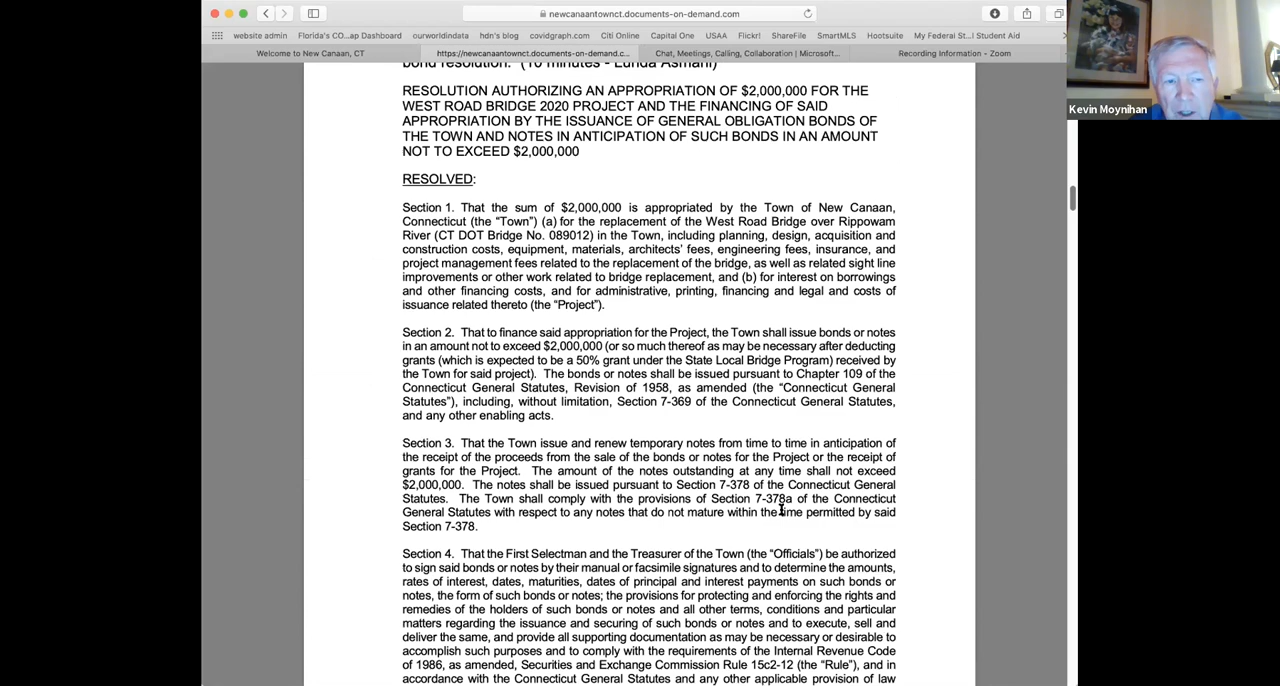 newcanaantownct.documents-on-demand.com
website admin Florida's CO...ap Dashboard ourworldindata hdn's blog covidgraph.com Citi Online Capital One USAA Flickr! ShareFile SmartMLS Hootsuite My Federal St...l Student Aid
Welcome to New Canaan, CT https://newcanaantownct.documents-on-demand.c... Chat, Meetings, Calling, Collaboration | Microsoft... Recording Information - Zoom
Kevin Moynihan
bond resolution. (10 minutes - Lunda Asmani)
RESOLUTION AUTHORIZING AN APPROPRIATION OF $2,000,000 FOR THE
WEST ROAD BRIDGE 2020 PROJECT AND THE FINANCING OF SAID
APPROPRIATION BY THE ISSUANCE OF GENERAL OBLIGATION BONDS OF
THE TOWN AND NOTES IN ANTICIPATION OF SUCH BONDS IN AN AMOUNT
NOT TO EXCEED $2,000,000
RESOLVED:
Section 1. That the sum of $2,000,000 is appropriated by the Town of New Canaan,
Connecticut (the “Town”) (a) for the replacement of the West Road Bridge over Rippowam
River (CT DOT Bridge No. 089012) in the Town, including planning, design, acquisition and
construction costs, equipment, materials, architects’ fees, engineering fees, insurance, and
project management fees related to the replacement of the bridge, as well as related sight line
improvements or other work related to bridge replacement, and (b) for interest on borrowings
and other financing costs, and for administrative, printing, financing and legal and costs of
issuance related thereto (the “Project”).
Section 2. That to finance said appropriation for the Project, the Town shall issue bonds or notes
in an amount not to exceed $2,000,000 (or so much thereof as may be necessary after deducting
grants (which is expected to be a 50% grant under the State Local Bridge Program) received by
the Town for said project). The bonds or notes shall be issued pursuant to Chapter 109 of the
Connecticut General Statutes, Revision of 1958, as amended (the “Connecticut General
Statutes”), including, without limitation, Section 7-369 of the Connecticut General Statutes,
and any other enabling acts.
Section 3. That the Town issue and renew temporary notes from time to time in anticipation of
the receipt of the proceeds from the sale of the bonds or notes for the Project or the receipt of
grants for the Project. The amount of the notes outstanding at any time shall not exceed
$2,000,000. The notes shall be issued pursuant to Section 7-378 of the Connecticut General
Statutes. The Town shall comply with the provisions of Section 7-378a of the Connecticut
General Statutes with respect to any notes that do not mature within the time permitted by said
Section 7-378.
Section 4. That the First Selectman and the Treasurer of the Town (the “Officials”) be authorized
to sign said bonds or notes by their manual or facsimile signatures and to determine the amounts,
rates of interest, dates, maturities, dates of principal and interest payments on such bonds or
notes, the form of such bonds or notes; the provisions for protecting and enforcing the rights and
remedies of the holders of such bonds or notes and all other terms, conditions and particular
matters regarding the issuance and securing of such bonds or notes and to execute, sell and
deliver the same, and provide all supporting documentation as may be necessary or desirable to
accomplish such purposes and to comply with the requirements of the Internal Revenue Code
of 1986, as amended, Securities and Exchange Commission Rule 15c2-12 (the “Rule”), and in
accordance with the Connecticut General Statutes and any other applicable provision of law